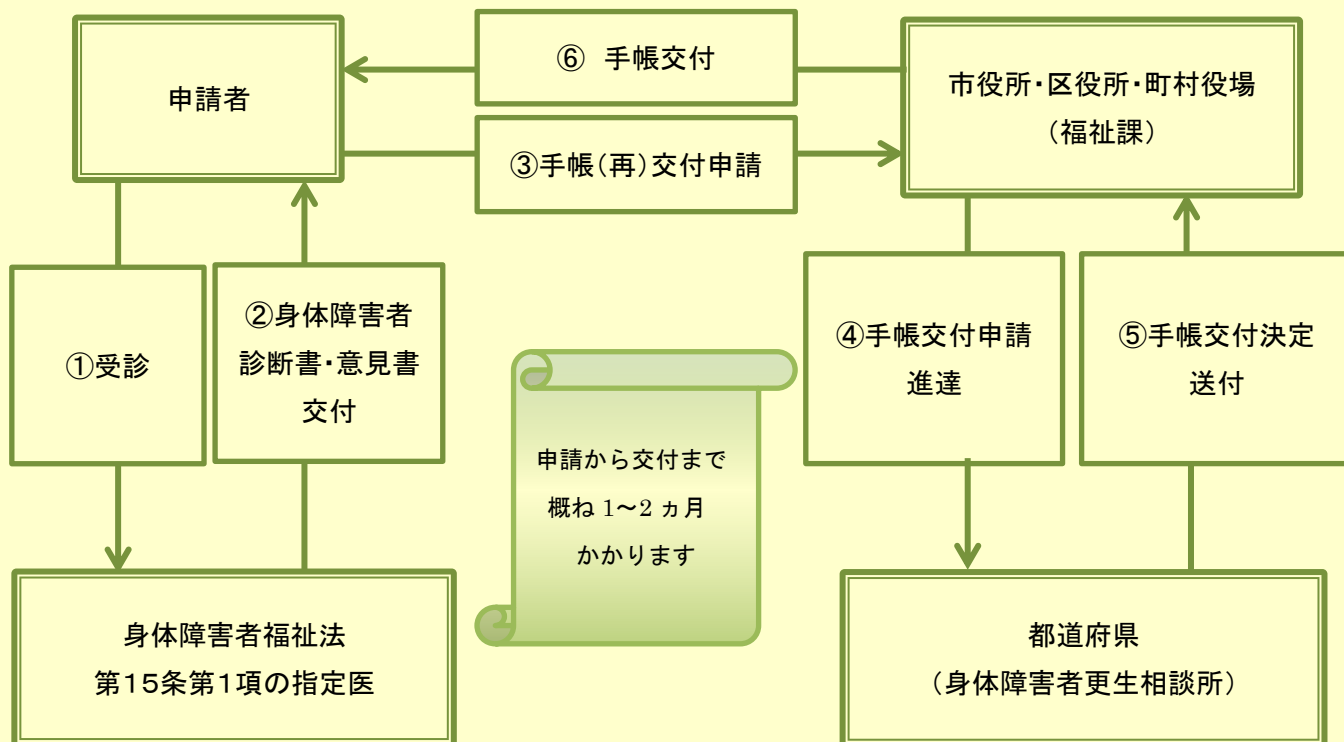 申請者
⑥ 手帳交付
市役所・区役所・町村役場
（福祉課）
③手帳（再）交付申請
①受診
②身体障害者
診断書・意見書
交付
④手帳交付申請
進達
⑤手帳交付決定
送付
申請から交付まで
概ね 1～2 ヵ月
かかります
身体障害者福祉法
第15条第1項の指定医
都道府県
（身体障害者更生相談所）